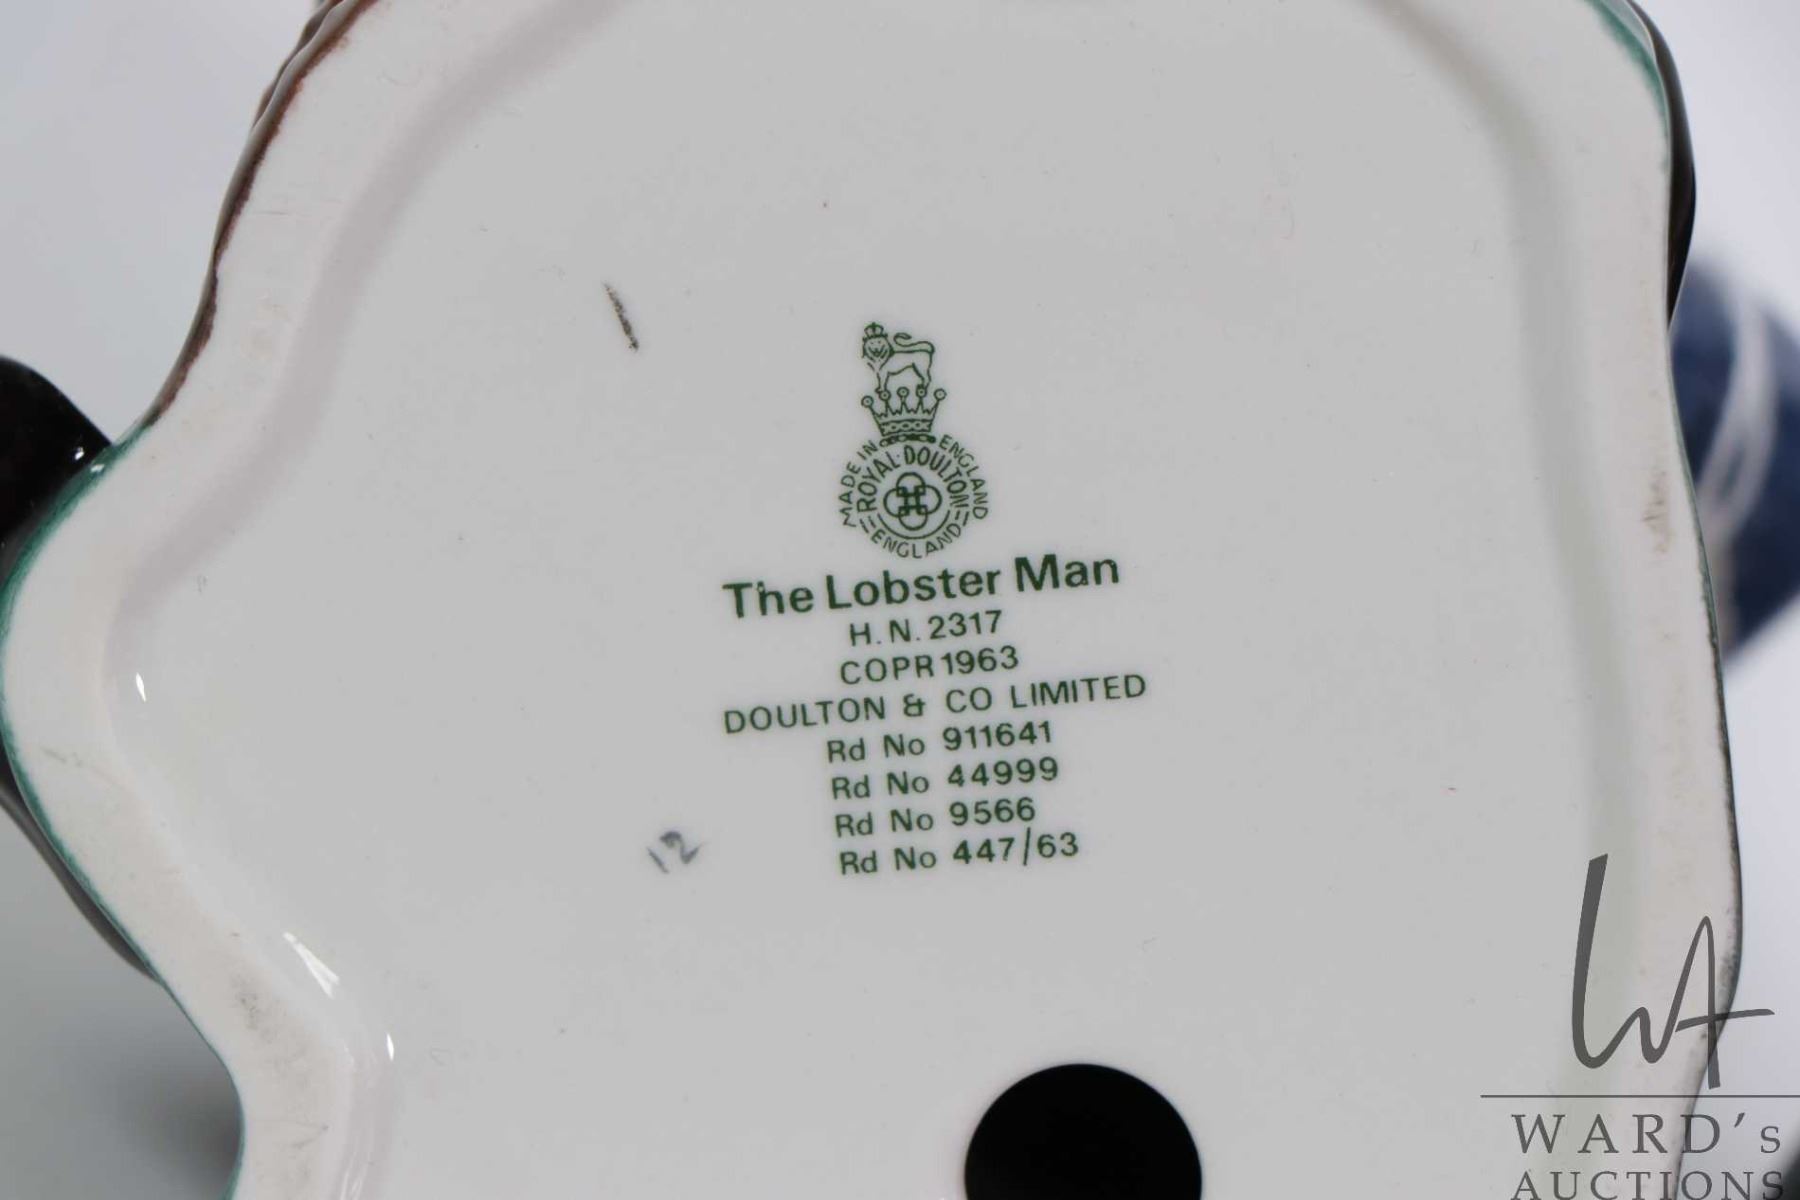 MADE IN ENGLAND
ROYAL·DOULTON
ENGLAND
The Lobster Man
H.N. 2317
COPR 1963
DOULTON & CO LIMITED
Rd No 911641
Rd No 44999
Rd No 9566
Rd No 447/63
12
WA
WARD's
AUCTIONS